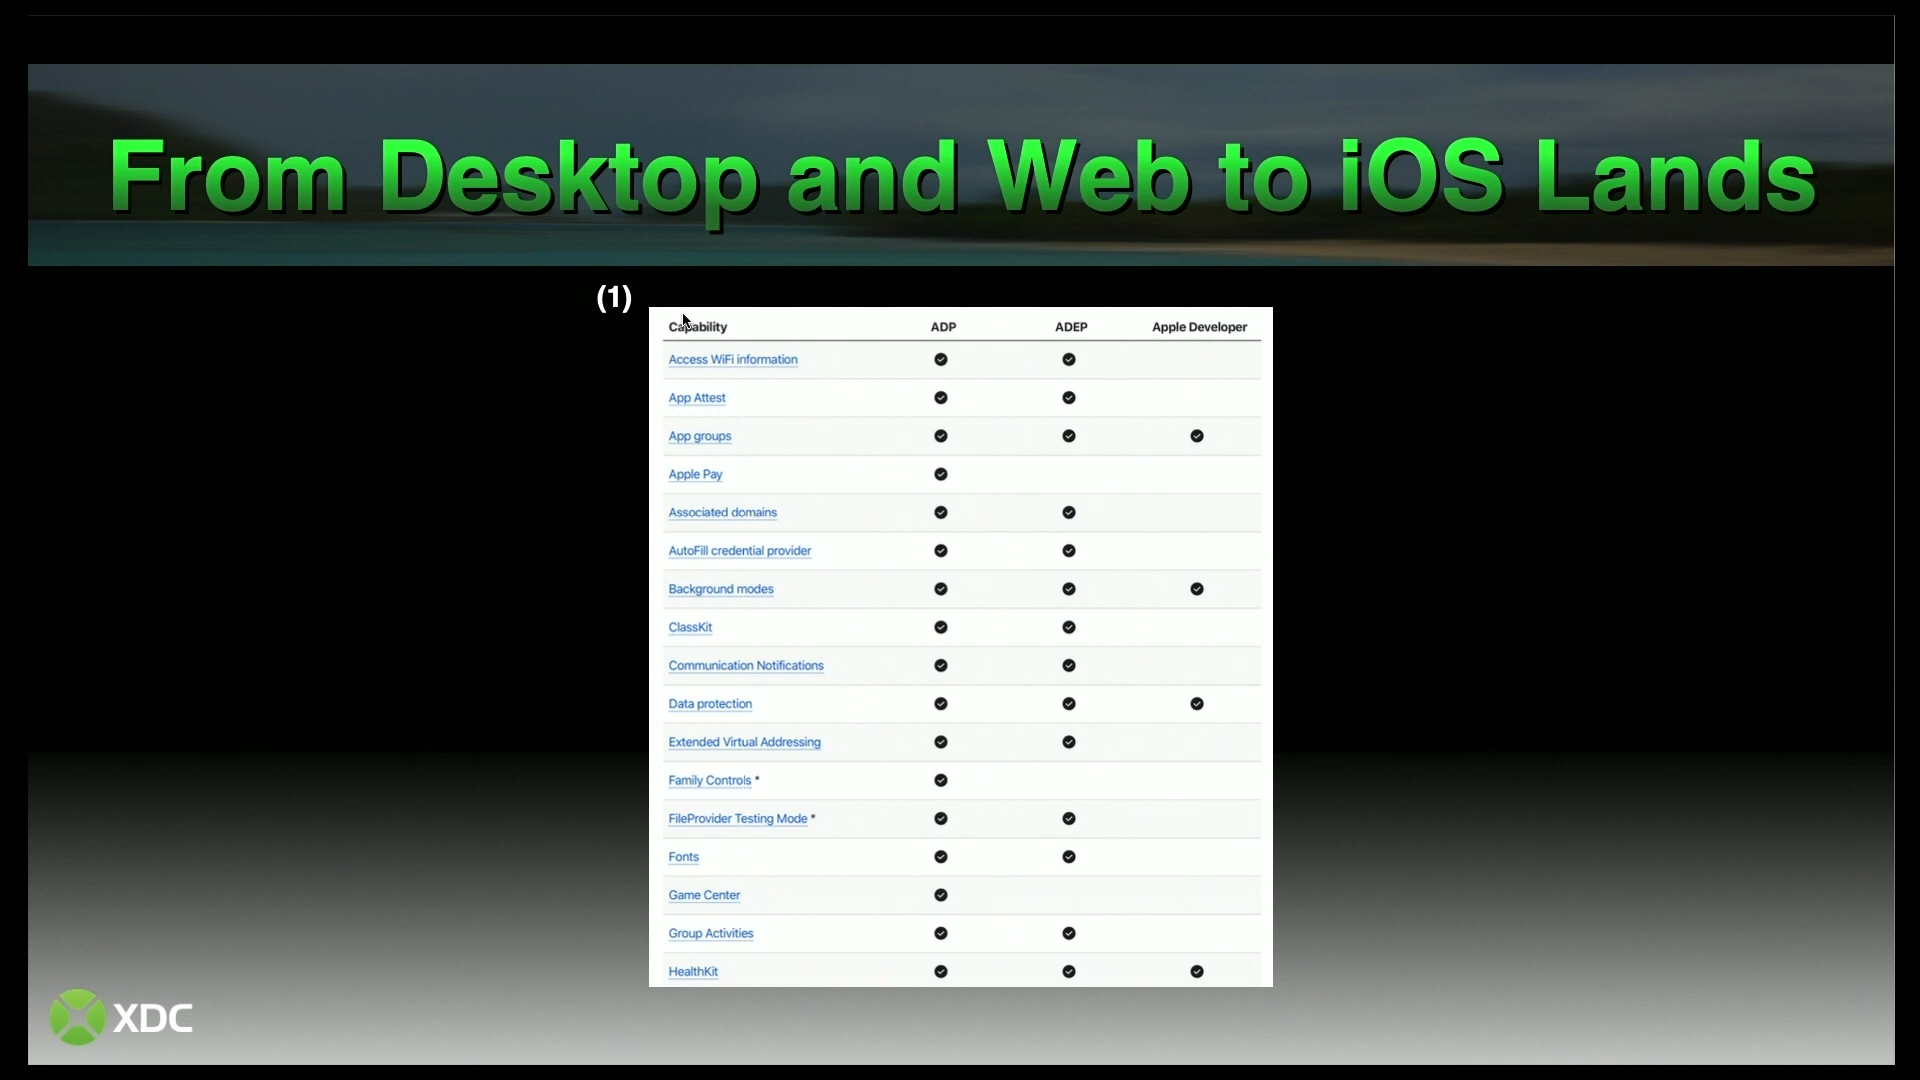 From Desktop and Web to iOS Lands
(1)
Capability ADP ADEP Apple Developer
Access WiFi information
App Attest
App groups
Apple Pay
Associated domains
AutoFill credential provider
Background modes
ClassKit
Communication Notifications
Data protection
Extended Virtual Addressing
Family Controls *
FileProvider Testing Mode *
Fonts
Game Center
Group Activities
HealthKit
XDC